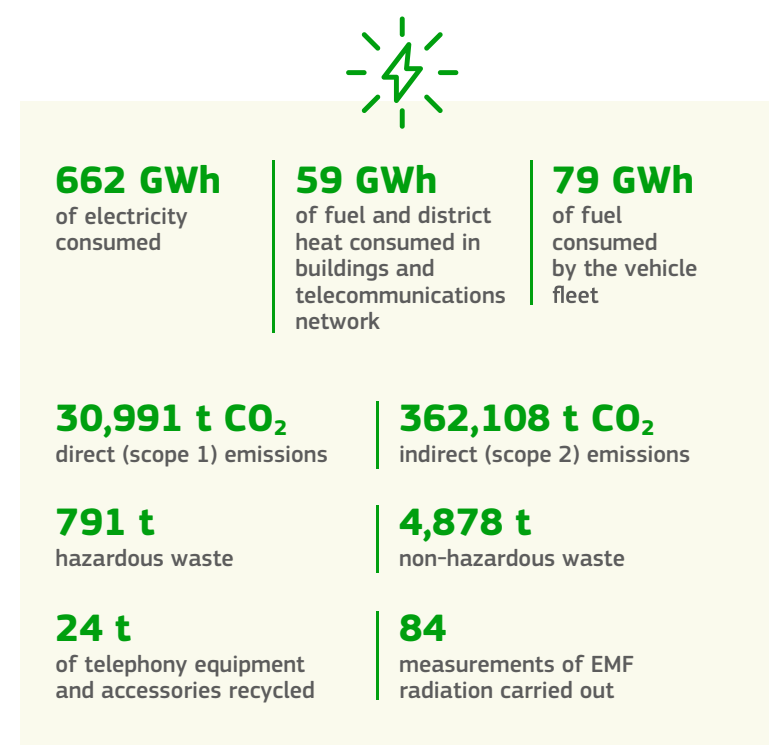 662 GWh
of electricity
consumed
59 GWh
of fuel and district
heat consumed in
buildings and
telecommunications
network
79 GWh
of fuel
consumed
by the vehicle
fleet
30,991 t CO₂
direct (scope 1) emissions
362,108 t CO₂
indirect (scope 2) emissions
791 t
hazardous waste
4,878 t
non-hazardous waste
24 t
of telephony equipment
and accessories recycled
84
measurements of EMF
radiation carried out